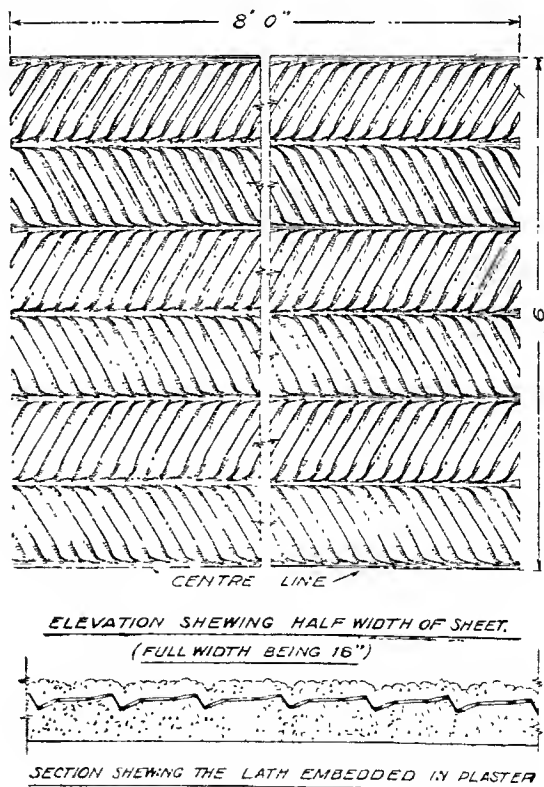 8' 0"
6
CENTRE LINE
ELEVATION SHEWING HALF WIDTH OF SHEET.
(FULL WIDTH BEING 16")
SECTION SHEWING THE LATH EMBEDDED IN PLASTER